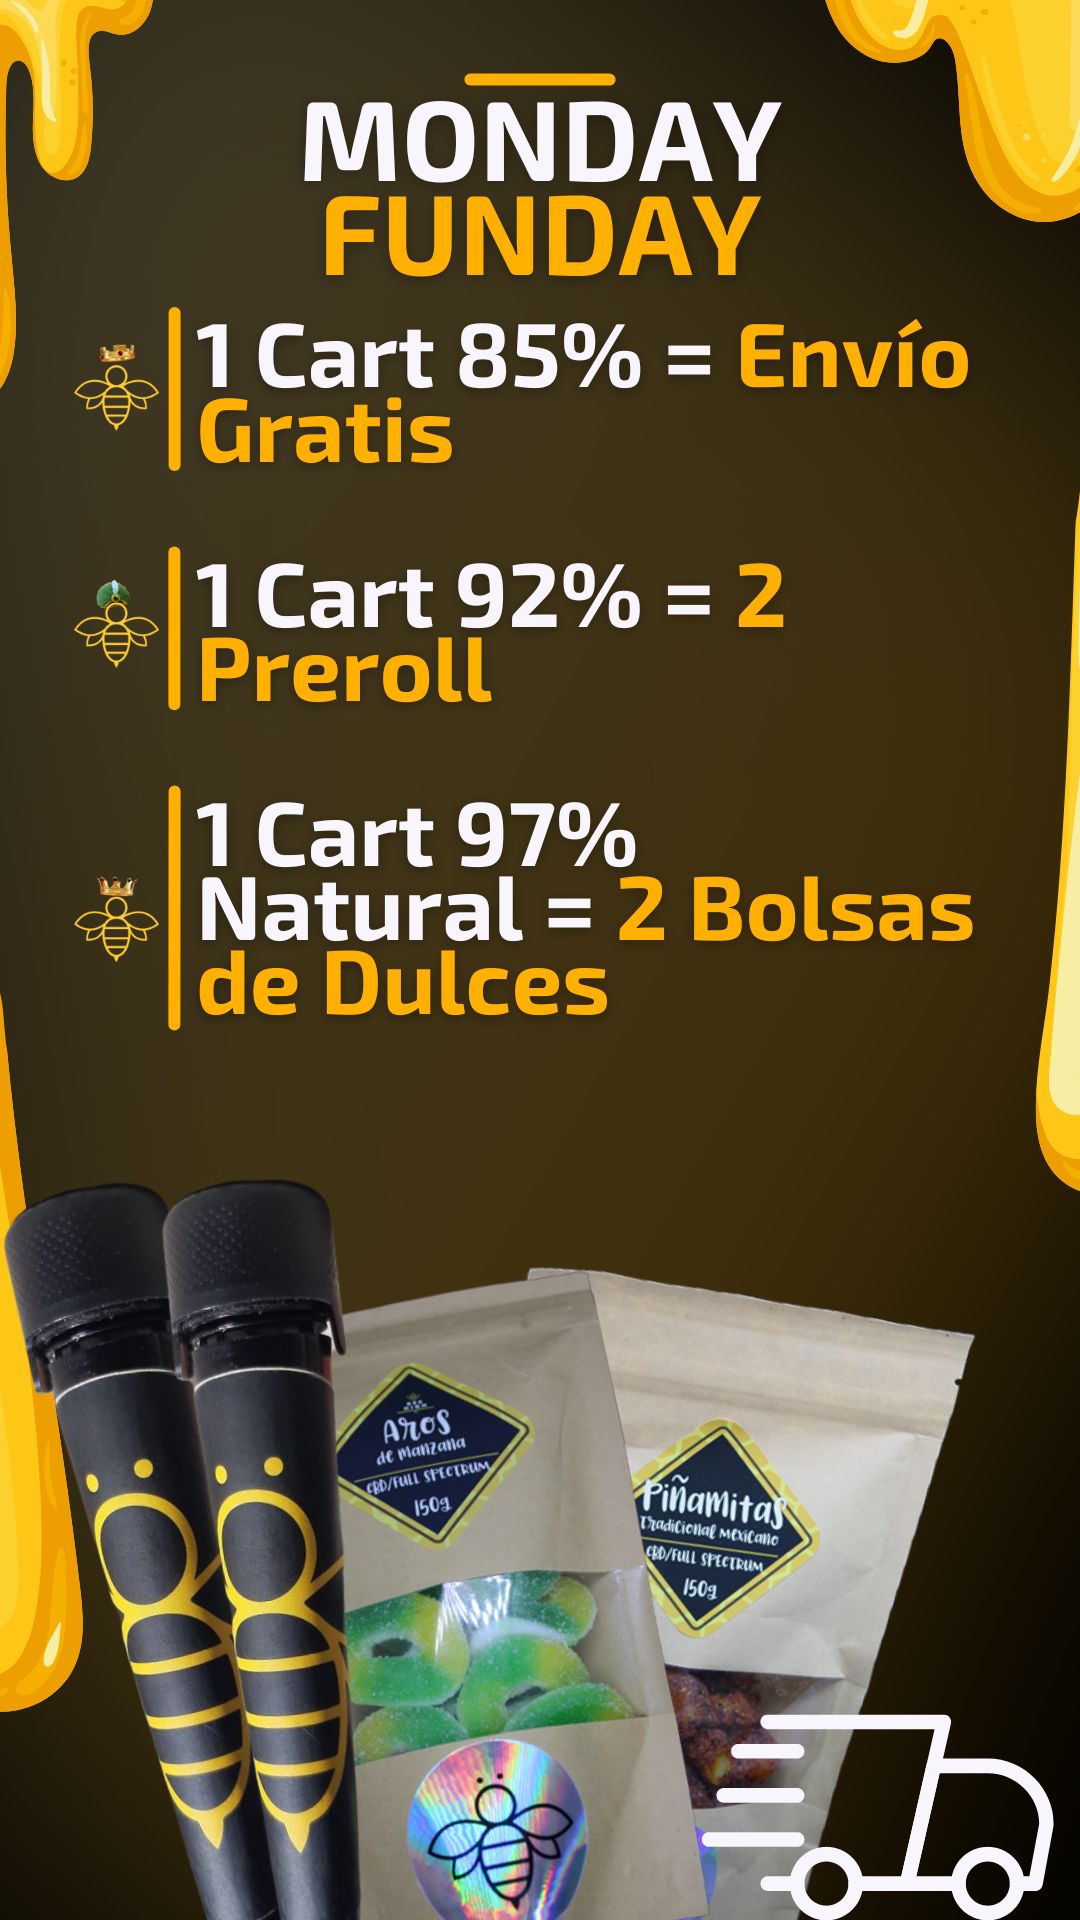 MONDAY
FUNDAY
1 Cart 85% = Envío
Gratis
1 Cart 92% = 2
Preroll
1 Cart 97%
Natural = 2 Bolsas
de Dulces
Aros
de manzana
CBD/FULL SPECTRUM
150g
Piñamitas
Tradicional mexicano
CBD/FULL SPECTRUM
150g